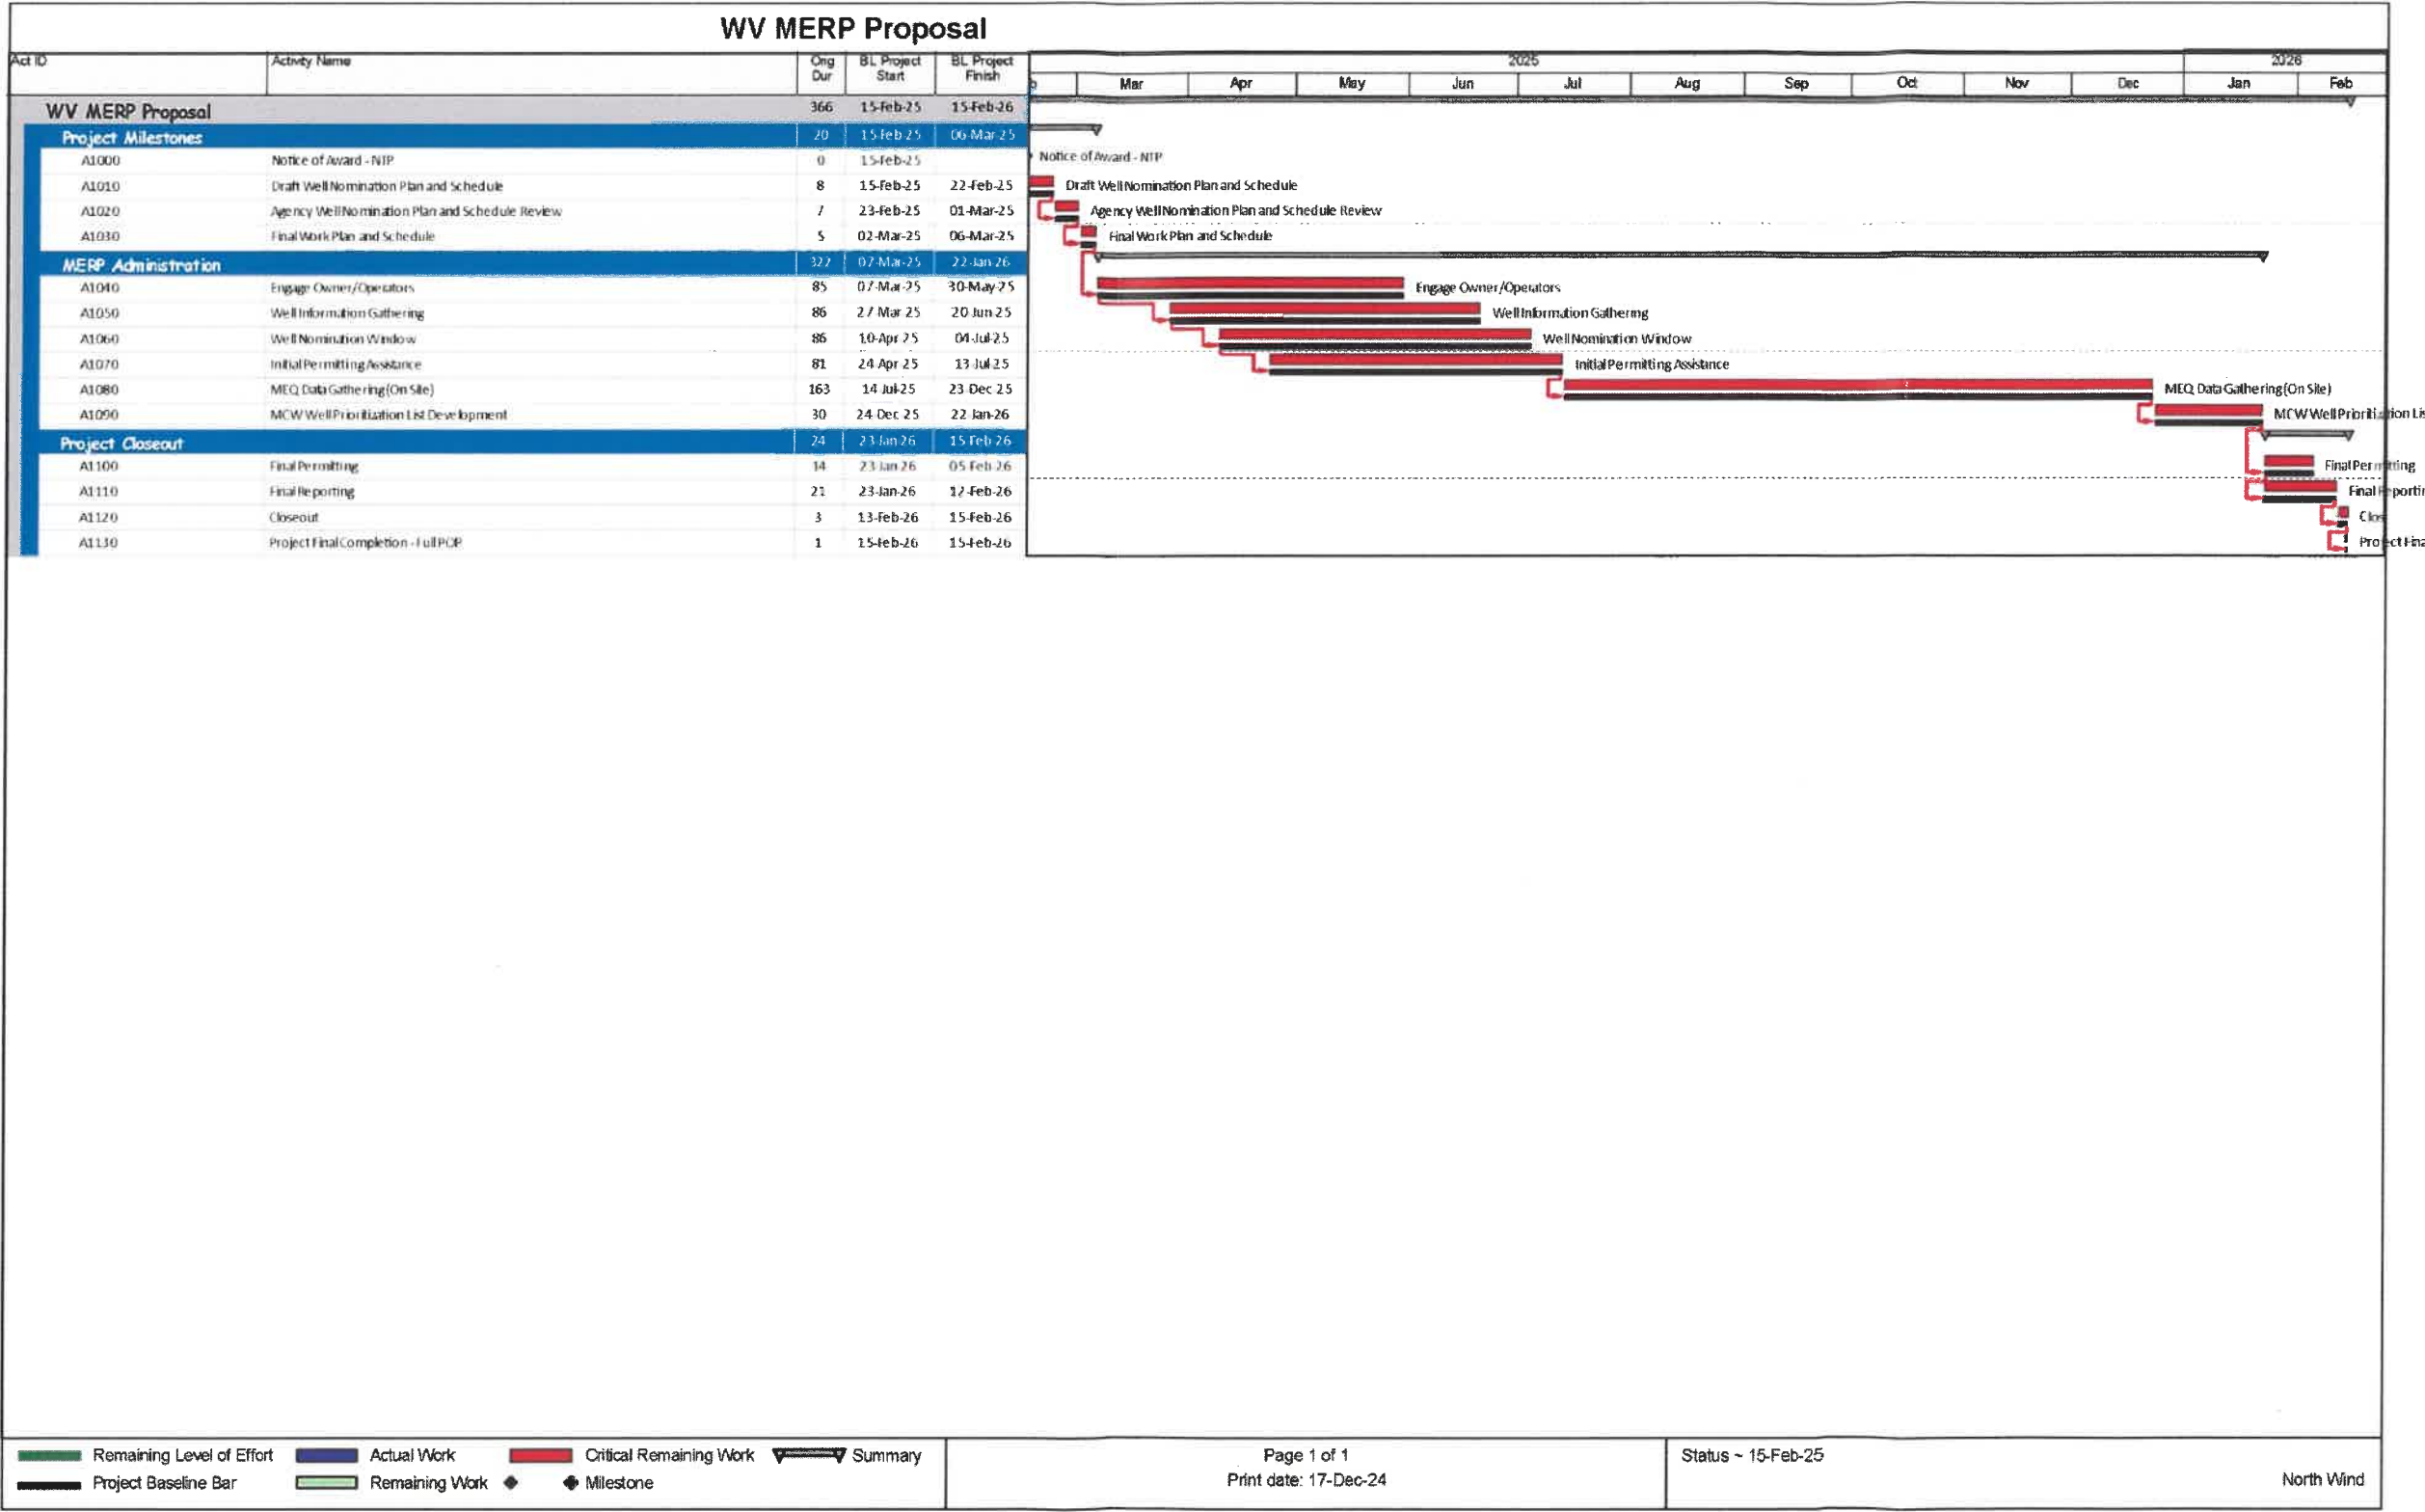 WV MERP Proposal
Act ID Activity Name Orig Dur BL Project Start BL Project Finish 2025 2026
Mar Apr May Jun Jul Aug Sep Oct Nov Dec Jan Feb
WV MERP Proposal 366 15-Feb-25 15-Feb-26
Project Milestones 20 15-Feb-25 06-Mar-25
A1000 Notice of Award - NTP 0 15-Feb-25 Notice of Award - NTP
A1010 Draft Well Nomination Plan and Schedule 8 15-Feb-25 22-Feb-25 Draft Well Nomination Plan and Schedule
A1020 Agency Well Nomination Plan and Schedule Review 7 23-Feb-25 01-Mar-25 Agency Well Nomination Plan and Schedule Review
A1030 Final Work Plan and Schedule 5 02-Mar-25 06-Mar-25 Final Work Plan and Schedule
MERP Administration 322 07-Mar-25 22-Jan-26
A1040 Engage Owner/Operators 85 07-Mar-25 30-May-25 Engage Owner/Operators
A1050 Well Information Gathering 86 27-Mar-25 20-Jun-25 Well Information Gathering
A1060 Well Nomination Window 86 10-Apr-25 04-Jul-25 Well Nomination Window
A1070 Initial Permitting Assistance 81 24-Apr-25 13-Jul-25 Initial Permitting Assistance
A1080 MEQ Data Gathering (On Site) 163 14-Jul-25 23-Dec-25 MEQ Data Gathering (On Site)
A1090 MCW Well Prioritization List Development 30 24-Dec-25 22-Jan-26 MCW Well Prioritization Lis
Project Closeout 24 23-Jan-26 15-Feb-26
A1100 Final Permitting 14 23-Jan-26 05-Feb-26 Final Permitting
A1110 Final Reporting 21 23-Jan-26 12-Feb-26 Final Reportin
A1120 Closeout 3 13-Feb-26 15-Feb-26 Clos
A1130 Project Final Completion - Full POP 1 15-Feb-26 15-Feb-26 Project Fina
Remaining Level of Effort Actual Work Critical Remaining Work Summary
Project Baseline Bar Remaining Work Milestone
Page 1 of 1
Print date: 17-Dec-24
Status ~ 15-Feb-25
North Wind